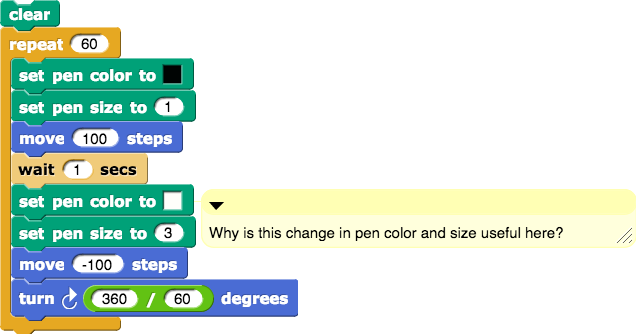 clear
repeat 60
set pen color to
set pen size to 1
move 100 steps
wait 1 secs
set pen color to
set pen size to 3
Why is this change in pen color and size useful here?
move -100 steps
turn 360 / 60 degrees